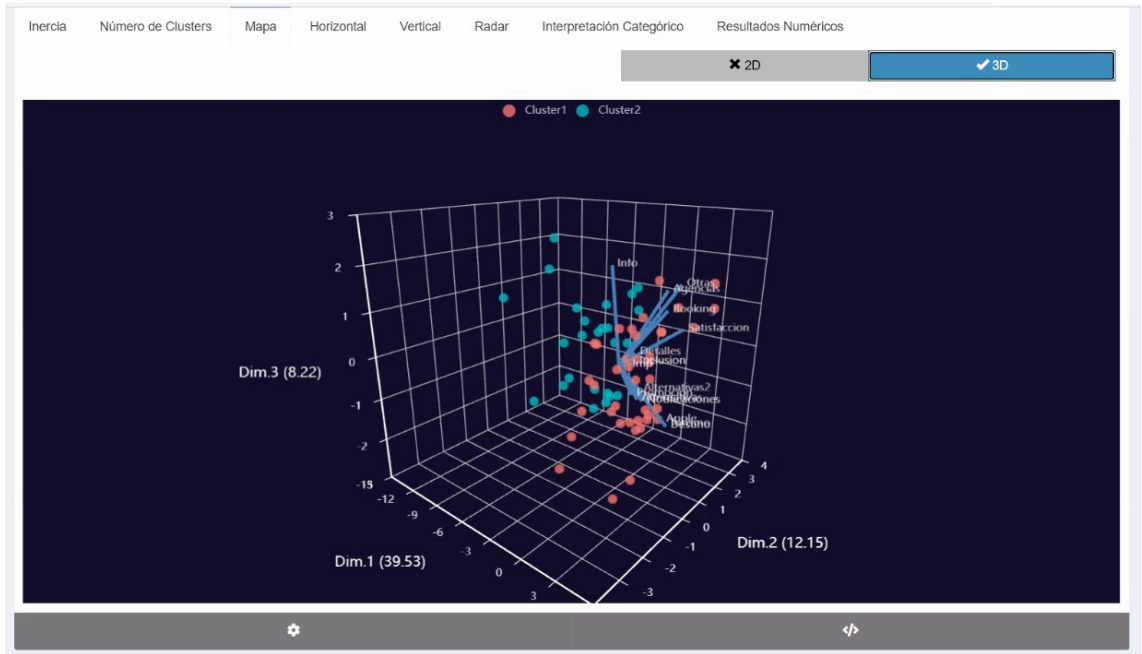 Inercia Número de Clusters Mapa Horizontal Vertical Radar Interpretación Categórico Resultados Numéricos
✖ 2D ✔ 3D
Cluster1 Cluster2
3
2
1
0
-1
-2
Dim.3 (8.22)
Info
Otras
Agencias
Booking
Satisfaccion
Detalles
Inclusion
Imp
Alternativas2
Notificaciones
Apple
Destino
-15
-12
-9
-6
-3
0
3
Dim.1 (39.53)
4
3
2
1
0
-1
-2
-3
Dim.2 (12.15)